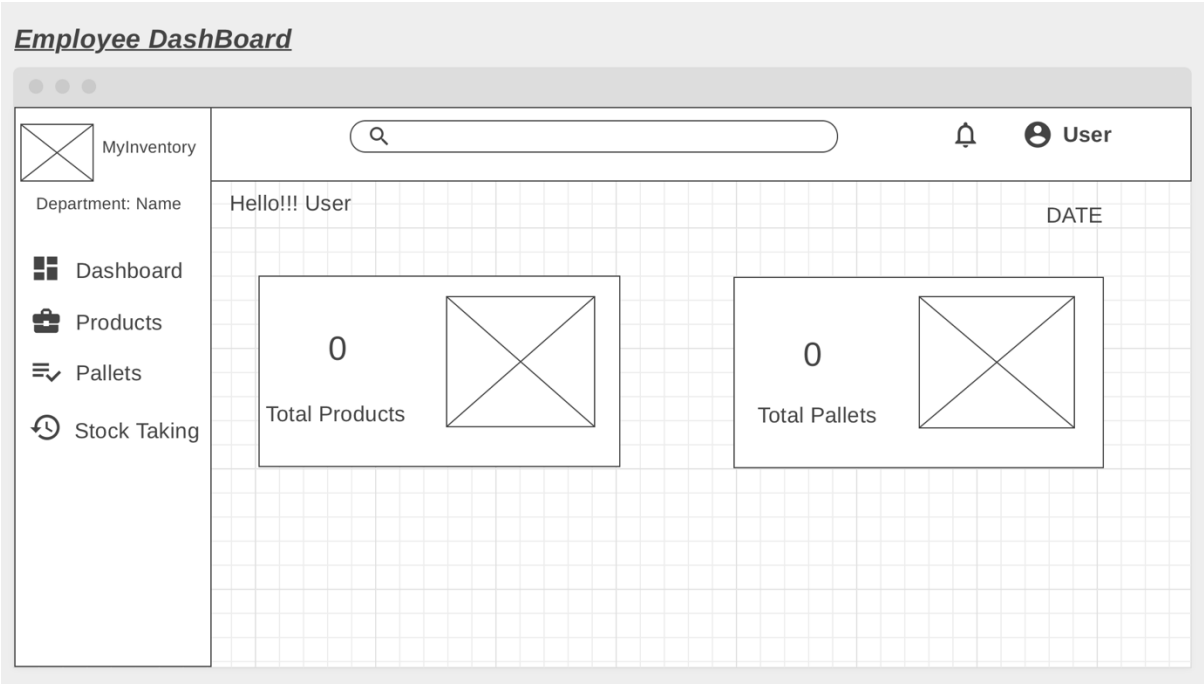 Employee DashBoard
MyInventory
User
Department: Name
Hello!!! User
DATE
Dashboard
Products
Pallets
Stock Taking
0
Total Products
0
Total Pallets